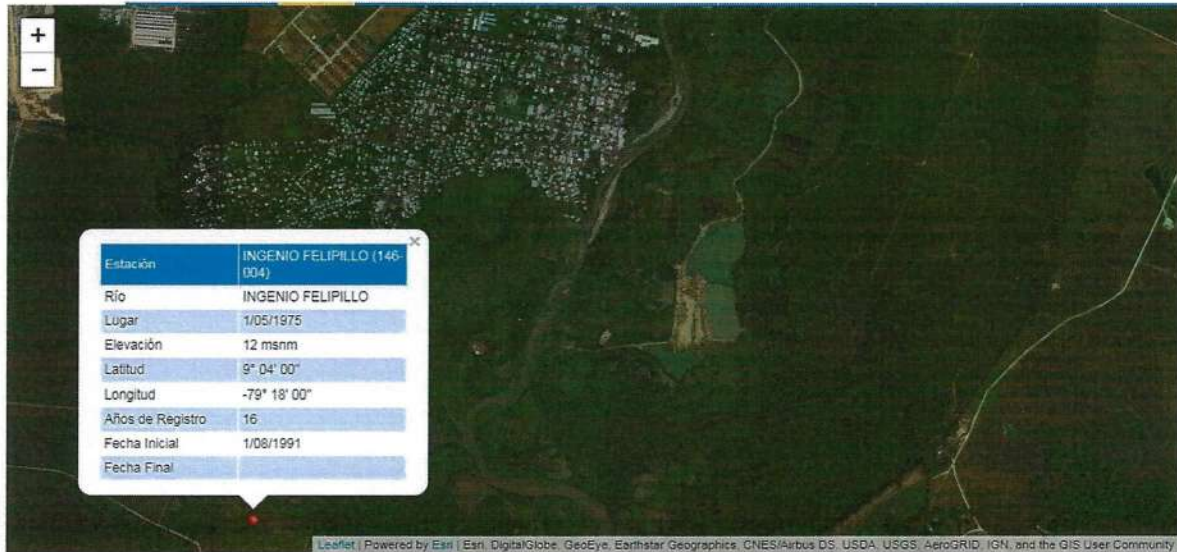 +
−
×
Estación INGENIO FELIPILLO (146-
004)
Río INGENIO FELIPILLO
Lugar 1/05/1975
Elevación 12 msnm
Latitud 9° 04' 00"
Longitud -79° 18' 00"
Años de Registro 16
Fecha Inicial 1/08/1991
Fecha Final
Leaflet | Powered by Esri | Esri, DigitalGlobe, GeoEye, Earthstar Geographics, CNES/Airbus DS, USDA, USGS, AeroGRID, IGN, and the GIS User Community